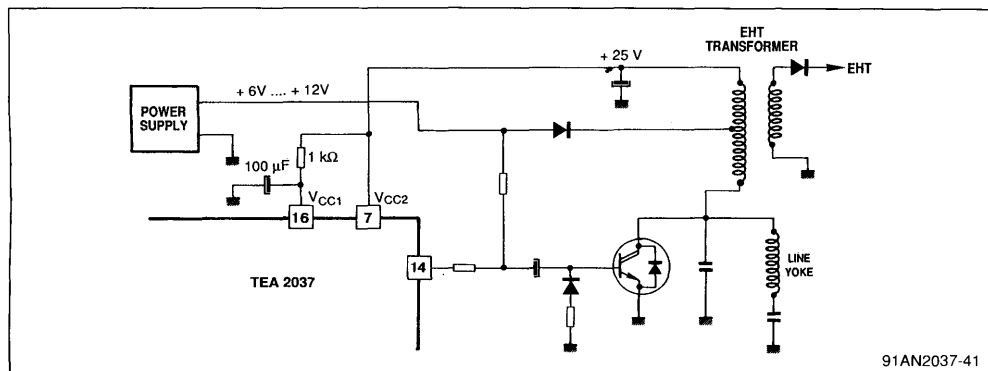 EHT
TRANSFORMER
+ 25 V
EHT
+ 6V .... + 12V
POWER
SUPPLY
100 µF
1 kΩ
VCC1
VCC2
16
7
14
TEA 2037
LINE
YOKE
91AN2037-41